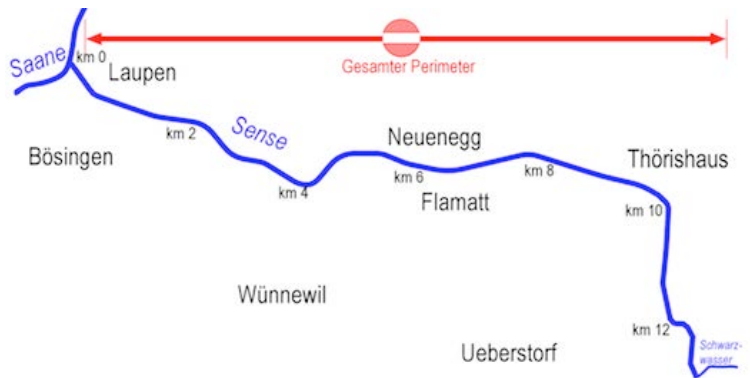 Saane
km 0
Laupen
Gesamter Perimeter
Bösingen
km 2
Sense
km 4
Neuenegg
km 6
Flamatt
km 8
Thörishaus
km 10
Wünnewil
km 12
Ueberstorf
Schwarz-
wasser